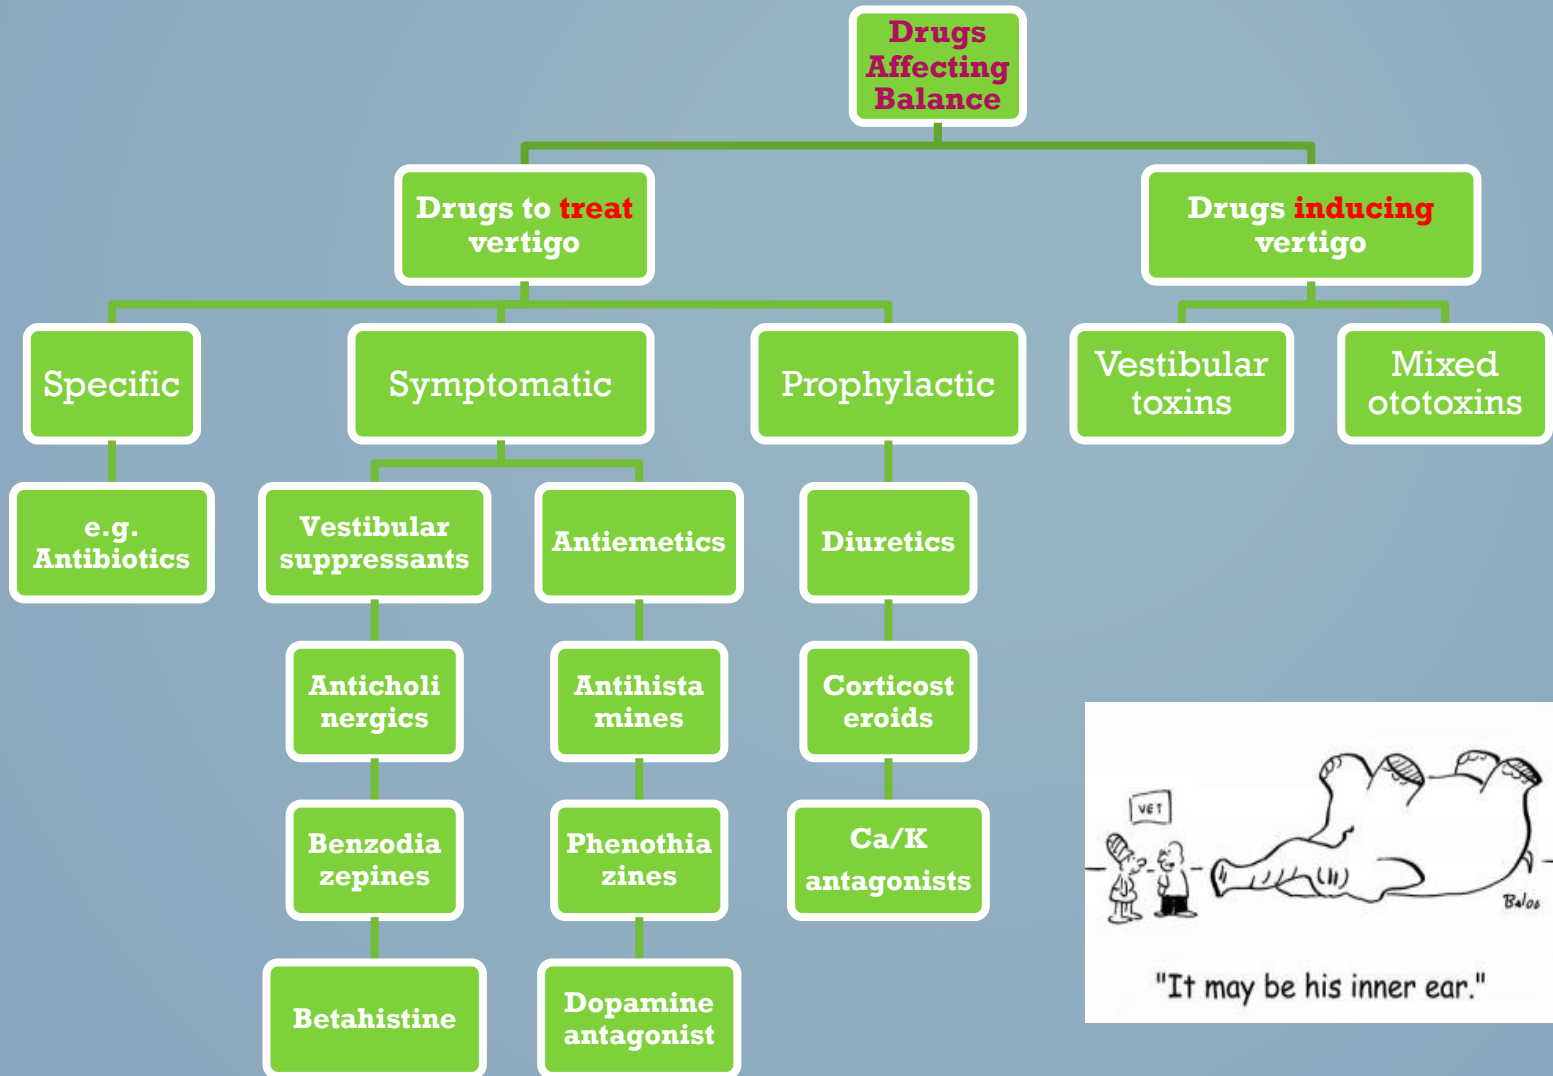 Drugs
Affecting
Balance
Drugs to treat
vertigo
Drugs inducing
vertigo
Specific
Symptomatic
Prophylactic
Vestibular
toxins
Mixed
ototoxins
e.g.
Antibiotics
Vestibular
suppressants
Antiemetics
Diuretics
Anticholi
nergics
Antihista
mines
Corticost
eroids
Benzodia
zepines
Phenothia
zines
Ca/K
antagonists
Betahistine
Dopamine
antagonist
VET
"It may be his inner ear."